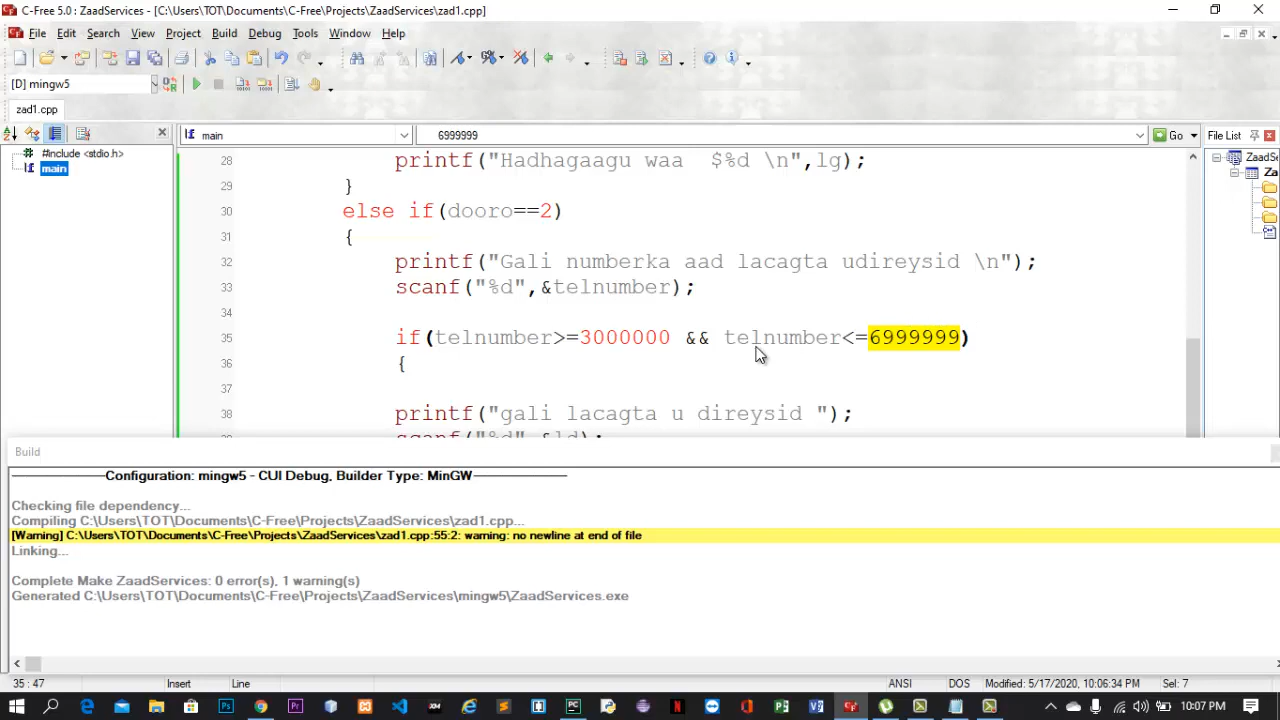 C-Free 5.0 : ZaadServices - [C:\Users\TOT\Documents\C-Free\Projects\ZaadServices\zad1.cpp]
File Edit Search View Project Build Debug Tools Window Help
[D] mingw5
zad1.cpp
main
6999999
Go
File List
#include <stdio.h>
main
ZaadSe
Za
28 printf("Hadhagaagu waa  $%d \n",lg);
29 }
30 else if(dooro==2)
31 {
32 printf("Gali numberka aad lacagta udireysid \n");
33 scanf("%d",&telnumber);
34
35 if(telnumber>=3000000 && telnumber<=6999999)
36 {
37
38 printf("gali lacagta u direysid ");
39 scanf("%d",&ld);
Build
Configuration: mingw5 - CUI Debug, Builder Type: MinGW
Checking file dependency...
Compiling C:\Users\TOT\Documents\C-Free\Projects\ZaadServices\zad1.cpp...
[Warning] C:\Users\TOT\Documents\C-Free\Projects\ZaadServices\zad1.cpp:55:2: warning: no newline at end of file
Linking...
Complete Make ZaadServices: 0 error(s), 1 warning(s)
Generated C:\Users\TOT\Documents\C-Free\Projects\ZaadServices\mingw5\ZaadServices.exe
35 : 47
Insert
Line
ANSI
DOS
Modified: 5/17/2020, 10:06:34 PM
Sel: 7
10:07 PM